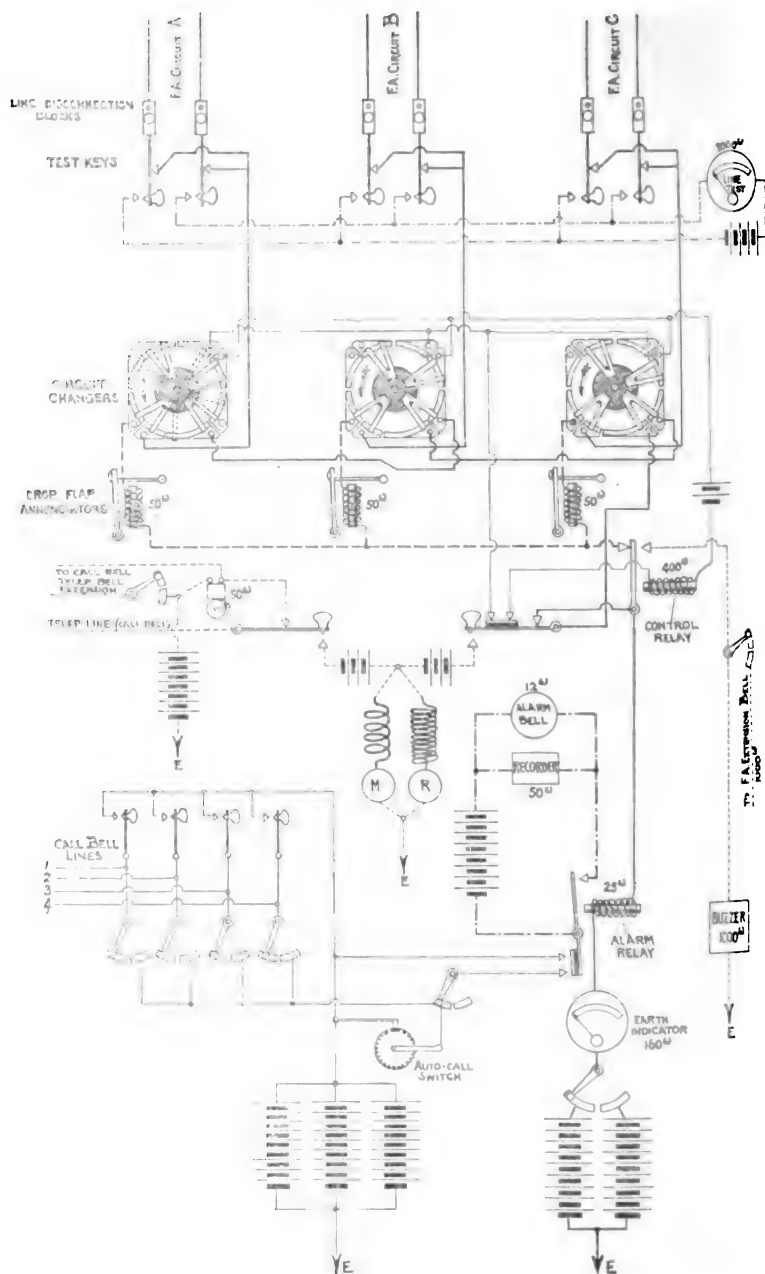 F.A. CIRCUIT A
F.A. CIRCUIT B
F.A. CIRCUIT C
LINE DISCONNECTION
BLOCKS
TEST KEYS
LINE
CIRCUIT
CHANGERS
DROP FLAP
ANNUNCIATORS
50ω
50ω
50ω
TO CALL BELL
TELEP BELL
EXTENSION
50ω
TELEP LINE (CALL BELL)
400ω
CONTROL
RELAY
E
12ω
ALARM
BELL
RECORDER
50ω
M
R
E
TO F.A. EXTENSION BELL
1000ω
CALL BELL
LINES
1
2
3
4
25ω
ALARM
RELAY
BUZZER
1000ω
EARTH
INDICATOR
160ω
E
AUTO-CALL
SWITCH
E
E